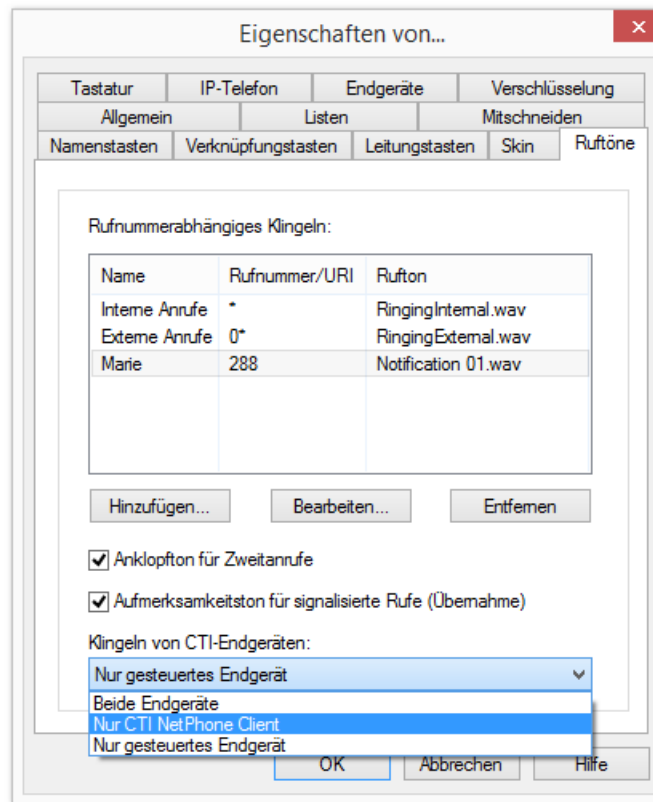 Eigenschaften von...
Tastatur IP-Telefon Endgeräte Verschlüsselung
Allgemein Listen Mitschneiden
Namenstasten Verknüpfungstasten Leitungstasten Skin Ruftöne
Rufnummerabhängiges Klingeln:
Name Rufnummer/URI Rufton
Interne Anrufe * RingingInternal.wav
Externe Anrufe 0* RingingExternal.wav
Marie 288 Notification 01.wav
Hinzufügen... Bearbeiten... Entfernen
Anklopfton für Zweitanrufe
Aufmerksamkeitston für signalisierte Rufe (Übernahme)
Klingeln von CTI-Endgeräten:
Nur gesteuertes Endgerät
Beide Endgeräte
Nur CTI NetPhone Client
Nur gesteuertes Endgerät
OK Abbrechen Hilfe